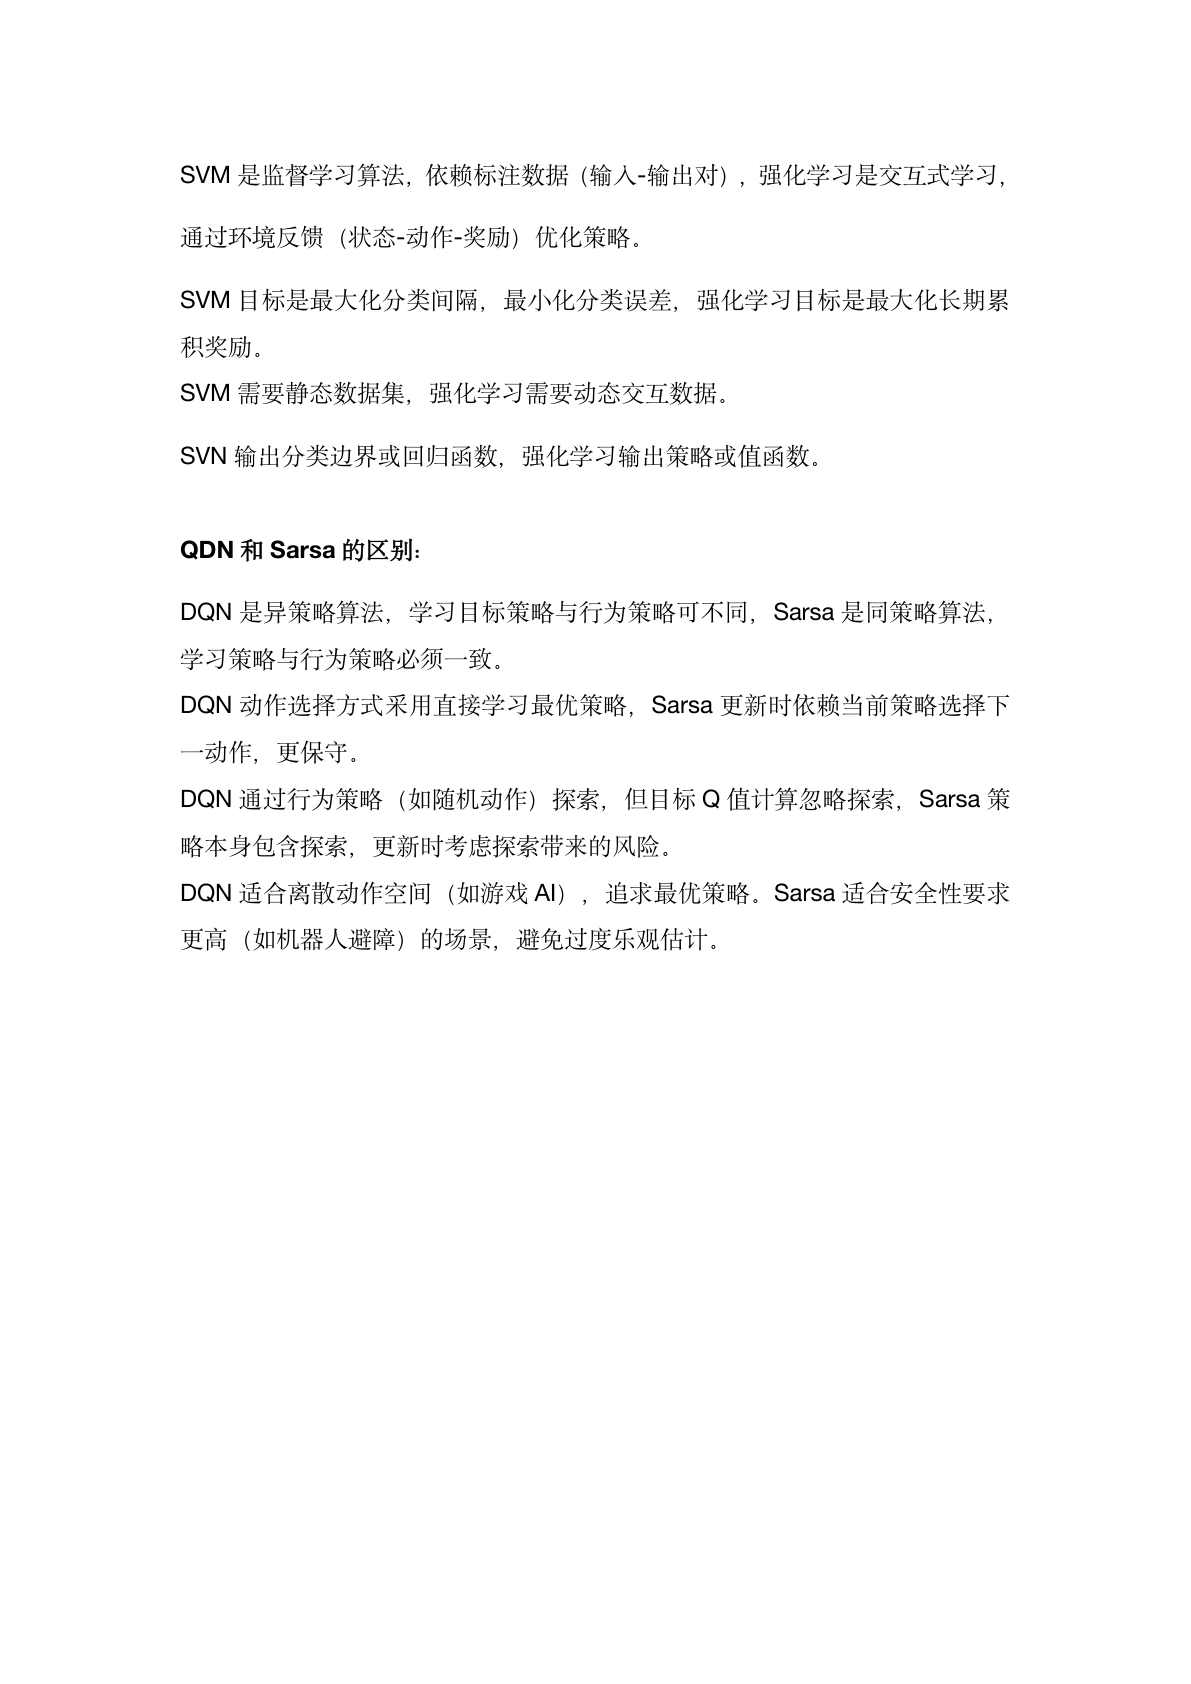 SVM 是监督学习算法，依赖标注数据（输入-输出对），强化学习是交互式学习，
通过环境反馈（状态-动作-奖励）优化策略。
SVM 目标是最大化分类间隔，最小化分类误差，强化学习目标是最大化长期累
积奖励。
SVM 需要静态数据集，强化学习需要动态交互数据。
SVN 输出分类边界或回归函数，强化学习输出策略或值函数。
QDN 和 Sarsa 的区别：
DQN 是异策略算法，学习目标策略与行为策略可不同，Sarsa 是同策略算法，
学习策略与行为策略必须一致。
DQN 动作选择方式采用直接学习最优策略，Sarsa 更新时依赖当前策略选择下
一动作，更保守。
DQN 通过行为策略（如随机动作）探索，但目标 Q 值计算忽略探索，Sarsa 策
略本身包含探索，更新时考虑探索带来的风险。
DQN 适合离散动作空间（如游戏 AI），追求最优策略。Sarsa 适合安全性要求
更高（如机器人避障）的场景，避免过度乐观估计。